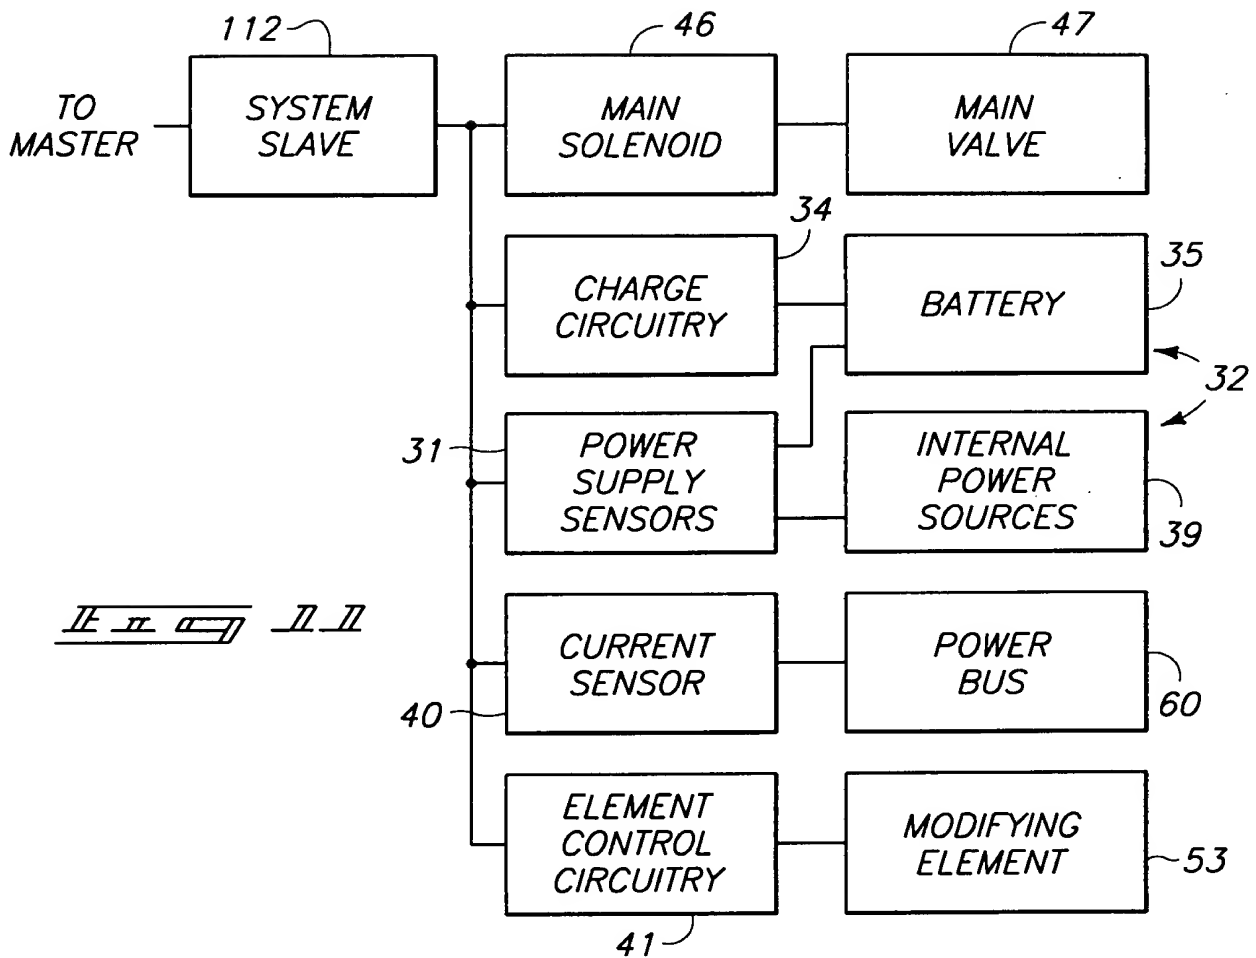 112
46
47
TO
MASTER
SYSTEM
SLAVE
MAIN
SOLENOID
MAIN
VALVE
34
CHARGE
CIRCUITRY
BATTERY
35
32
31
POWER
SUPPLY
SENSORS
INTERNAL
POWER
SOURCES
39
CURRENT
SENSOR
40
POWER
BUS
60
ELEMENT
CONTROL
CIRCUITRY
41
MODIFYING
ELEMENT
53